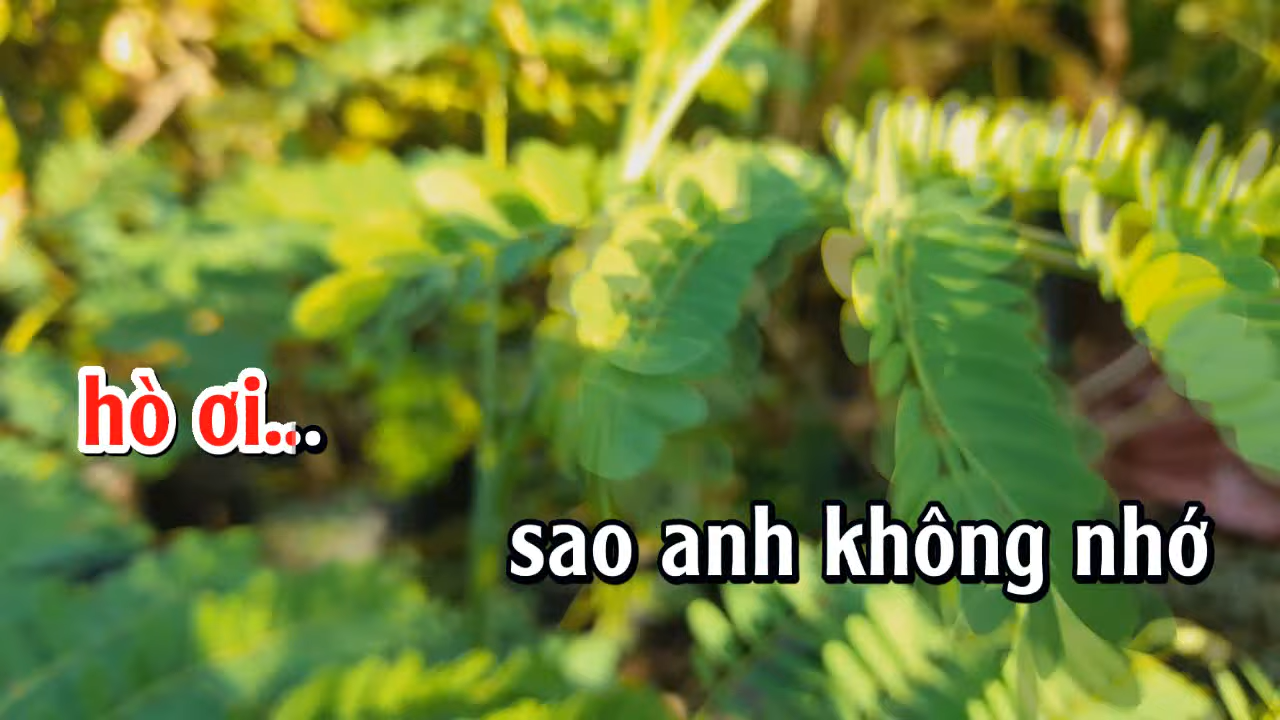 hò ơi...
sao anh không nhớ